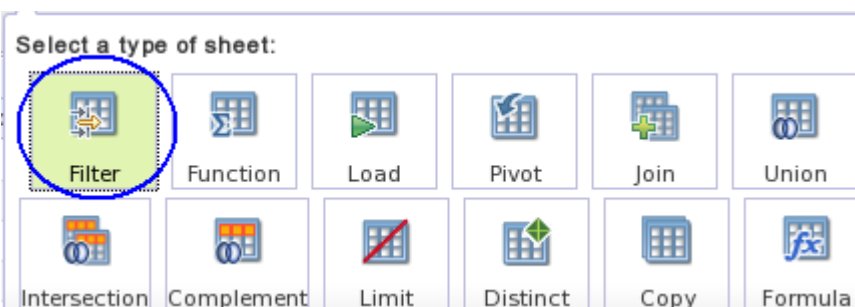 Select a type of sheet:
Filter Function Load Pivot Join Union
Intersection Complement Limit Distinct Copy Formula